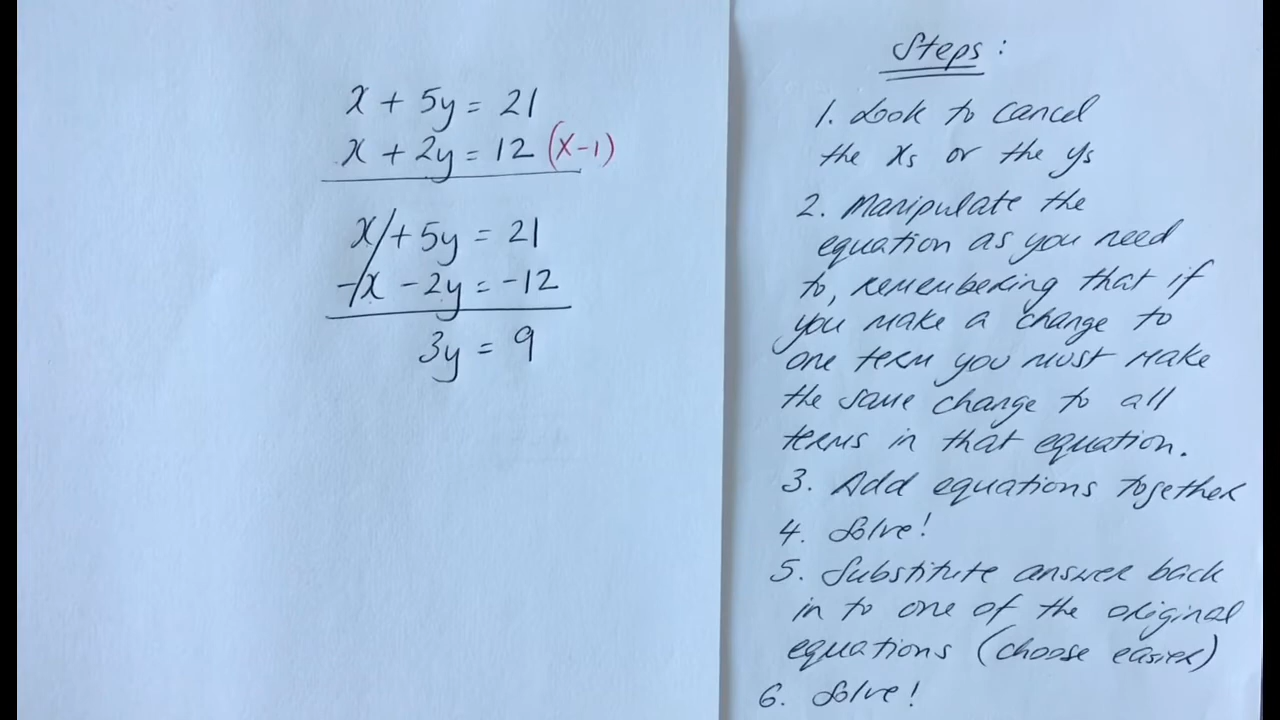 x + 5y = 21
x + 2y = 12 (x-1)
x + 5y = 21
-x - 2y = -12
3y = 9
Steps :
1. Look to cancel
the xs or the ys
2. Manipulate the
equation as you need
to, remembering that if
you make a change to
one term you must make
the same change to all
terms in that equation.
3. Add equations together
4. Solve!
5. Substitute answer back
in to one of the original
equations (choose easier)
6. Solve!